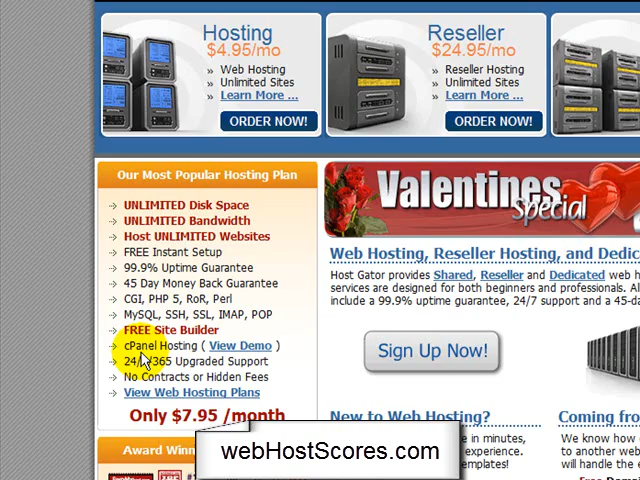 Hosting
$4.95/mo
» Web Hosting
» Unlimited Sites
» Learn More ...
ORDER NOW!
Reseller
$24.95/mo
» Reseller Hosting
» Unlimited Sites
» Learn More ...
ORDER NOW!
Our Most Popular Hosting Plan
UNLIMITED Disk Space
UNLIMITED Bandwidth
Host UNLIMITED Websites
FREE Instant Setup
99.9% Uptime Guarantee
45 Day Money Back Guarantee
CGI, PHP 5, RoR, Perl
MySQL, SSH, SSL, IMAP, POP
FREE Site Builder
cPanel Hosting ( View Demo )
24/7/365 Upgraded Support
No Contracts or Hidden Fees
View Web Hosting Plans
Only $7.95 /month
Award
Valentines
Special
Web Hosting, Reseller Hosting, and
Host Gator provides Shared, Reseller and Dedicated web
services are designed for both beginners and professionals.
include a 99.9% uptime guarantee, 24/7 support and a
Sign Up Now!
New to Web Hosting?
in minutes,
experience.
Coming
We know how
to another web
will handle the
webHostScores.com